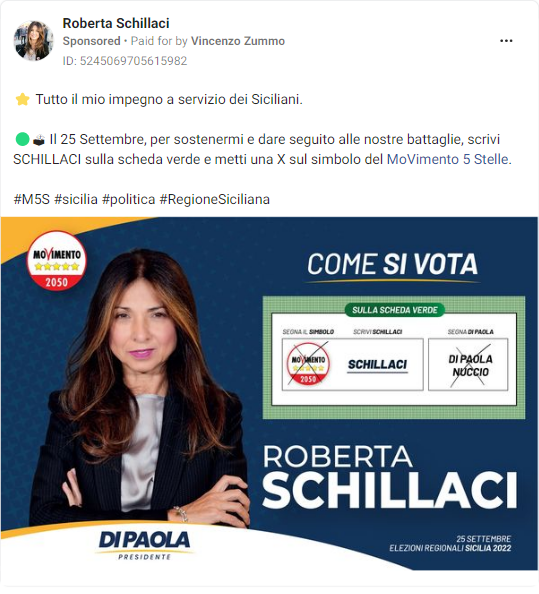 Roberta Schillaci
Sponsored • Paid for by Vincenzo Zummo
ID: 5245069705615982
Tutto il mio impegno a servizio dei Siciliani.
Il 25 Settembre, per sostenermi e dare seguito alle nostre battaglie, scrivi
SCHILLACI sulla scheda verde e metti una X sul simbolo del MoVimento 5 Stelle.
#M5S #sicilia #politica #RegioneSiciliana
MOVIMENTO
2050
COME SI VOTA
SULLA SCHEDA VERDE
SEGNA IL SIMBOLO
SCRIVI SCHILLACI
SEGNA DI PAOLA
MOVIMENTO
2050
SCHILLACI
DI PAOLA
NUCCIO
ROBERTA
SCHILLACI
DI PAOLA
PRESIDENTE
25 SETTEMBRE
ELEZIONI REGIONALI SICILIA 2022